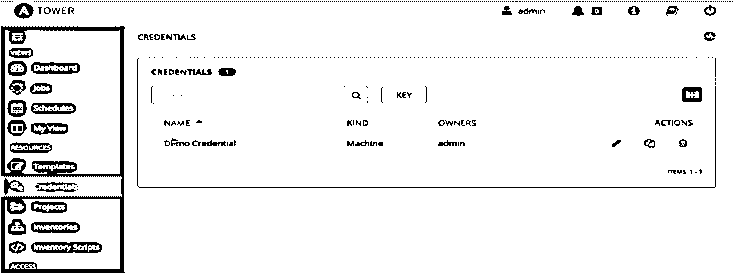 A TOWER
admin
0
VIEWS
Dashboard
Jobs
Schedules
My View
RESOURCES
Templates
Credentials
Projects
Inventories
Inventory Scripts
ACCESS
CREDENTIALS
CREDENTIALS 1
KEY
NAME KIND OWNERS ACTIONS
Demo Credential Machine admin
ITEMS 1 - 1